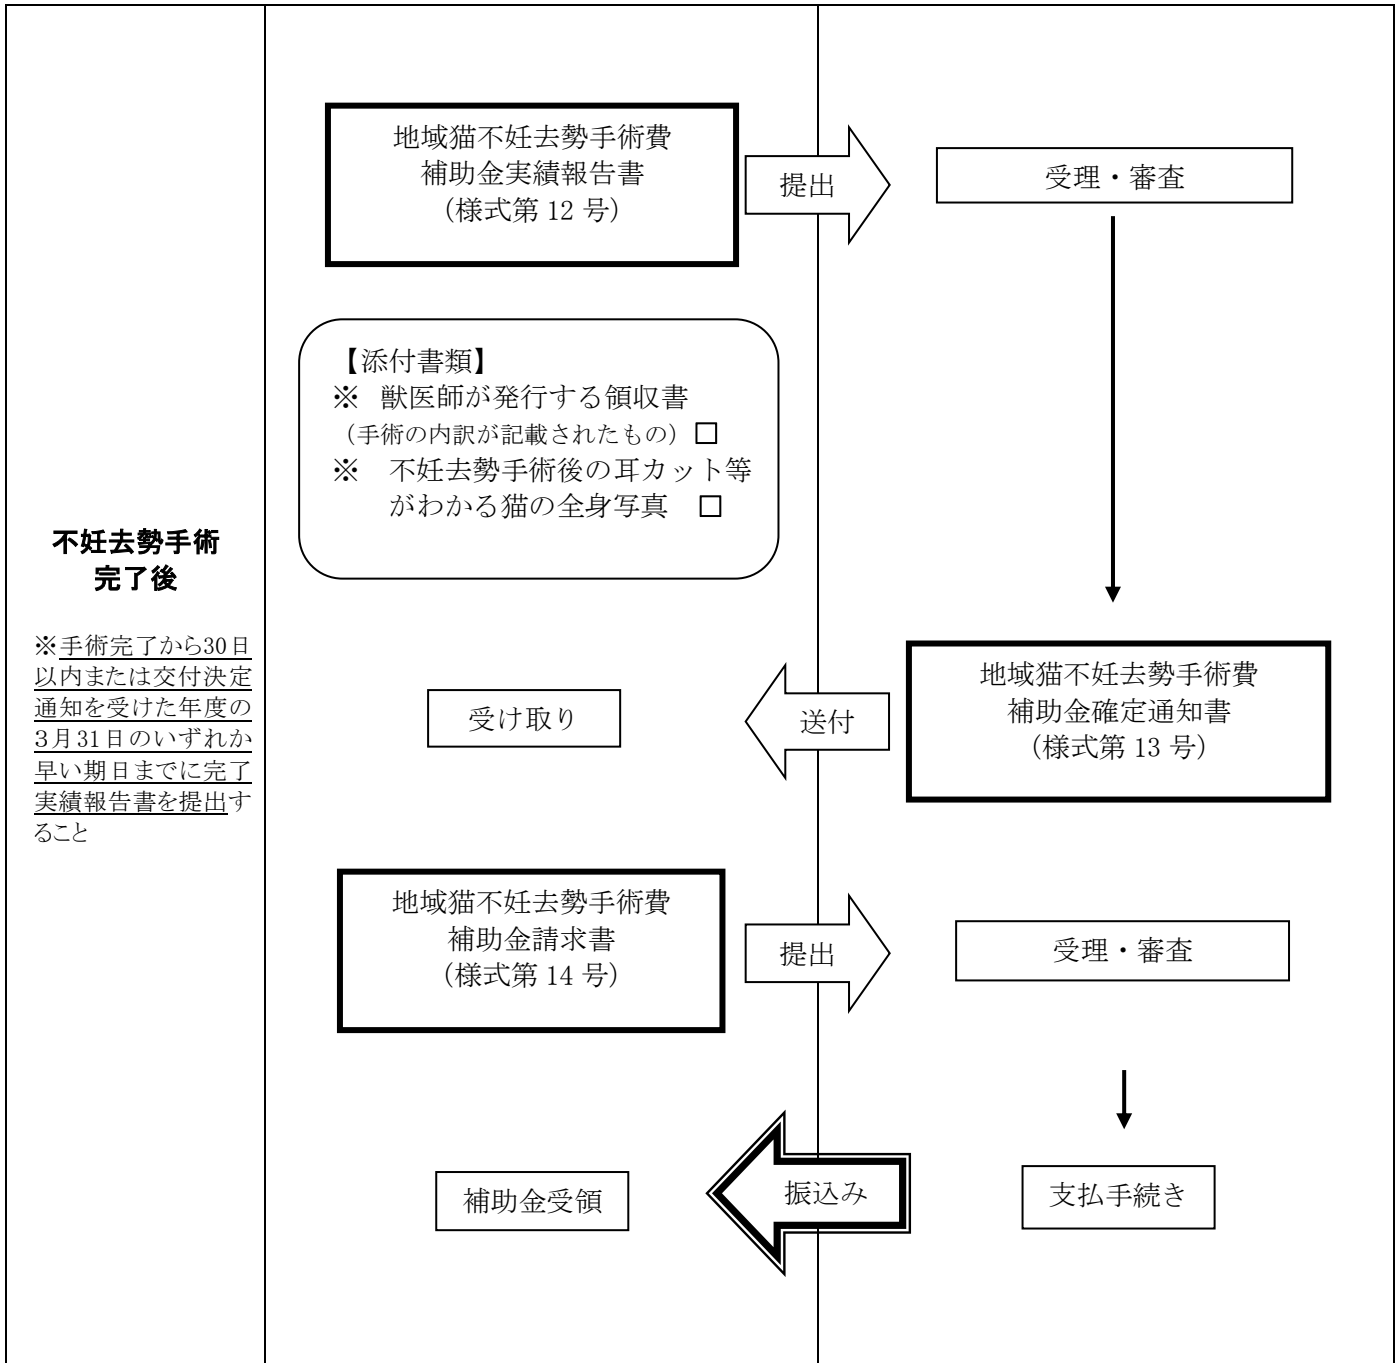 不妊去勢手術
完了後
※手術完了から30日
以内または交付決定
通知を受けた年度の
3月31日のいずれか
早い期日までに完了
実績報告書を提出す
ること
地域猫不妊去勢手術費
補助金実績報告書
(様式第 12 号)
提出
受理・審査
【添付書類】
※ 獣医師が発行する領収書
(手術の内訳が記載されたもの) □
※ 不妊去勢手術後の耳カット等
がわかる猫の全身写真 □
地域猫不妊去勢手術費
補助金確定通知書
(様式第 13 号)
送付
受け取り
地域猫不妊去勢手術費
補助金請求書
(様式第 14 号)
提出
受理・審査
支払手続き
振込み
補助金受領